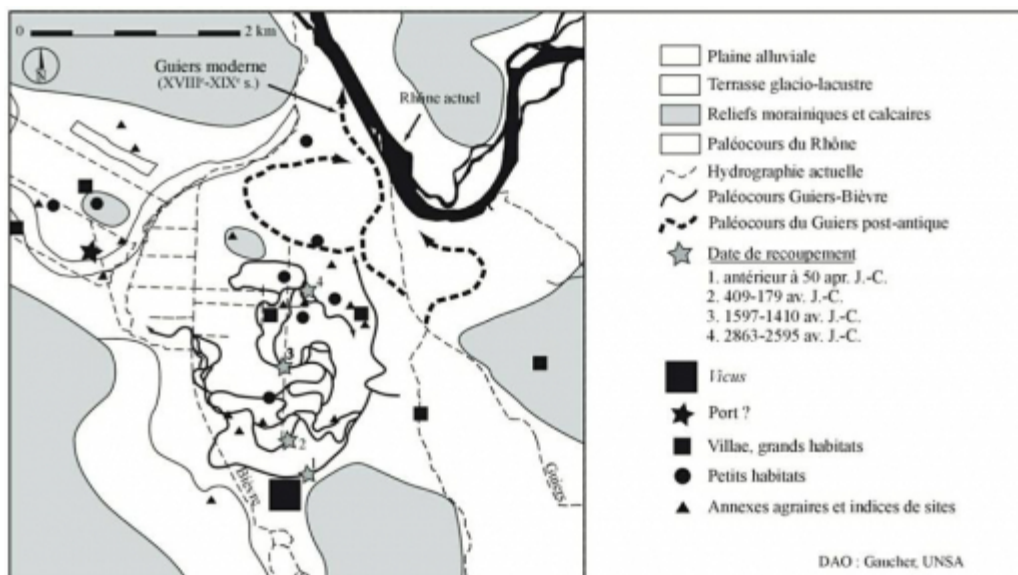 0 2 km
N
Guiers moderne
(XVIIIe-XIXe s.)
Rhône actuel
4
3
2
Bièvre
Guiers
Plaine alluviale
Terrasse glacio-lacustre
Reliefs morainiques et calcaires
Paléocours du Rhône
Hydrographie actuelle
Paléocours Guiers-Bièvre
Paléocours du Guiers post-antique
Date de recoupement
1. antérieur à 50 apr. J.-C.
2. 409-179 av. J.-C.
3. 1597-1410 av. J.-C.
4. 2863-2595 av. J.-C.
Vicus
Port ?
Villae, grands habitats
Petits habitats
Annexes agraires et indices de sites
DAO : Gaucher, UNSA